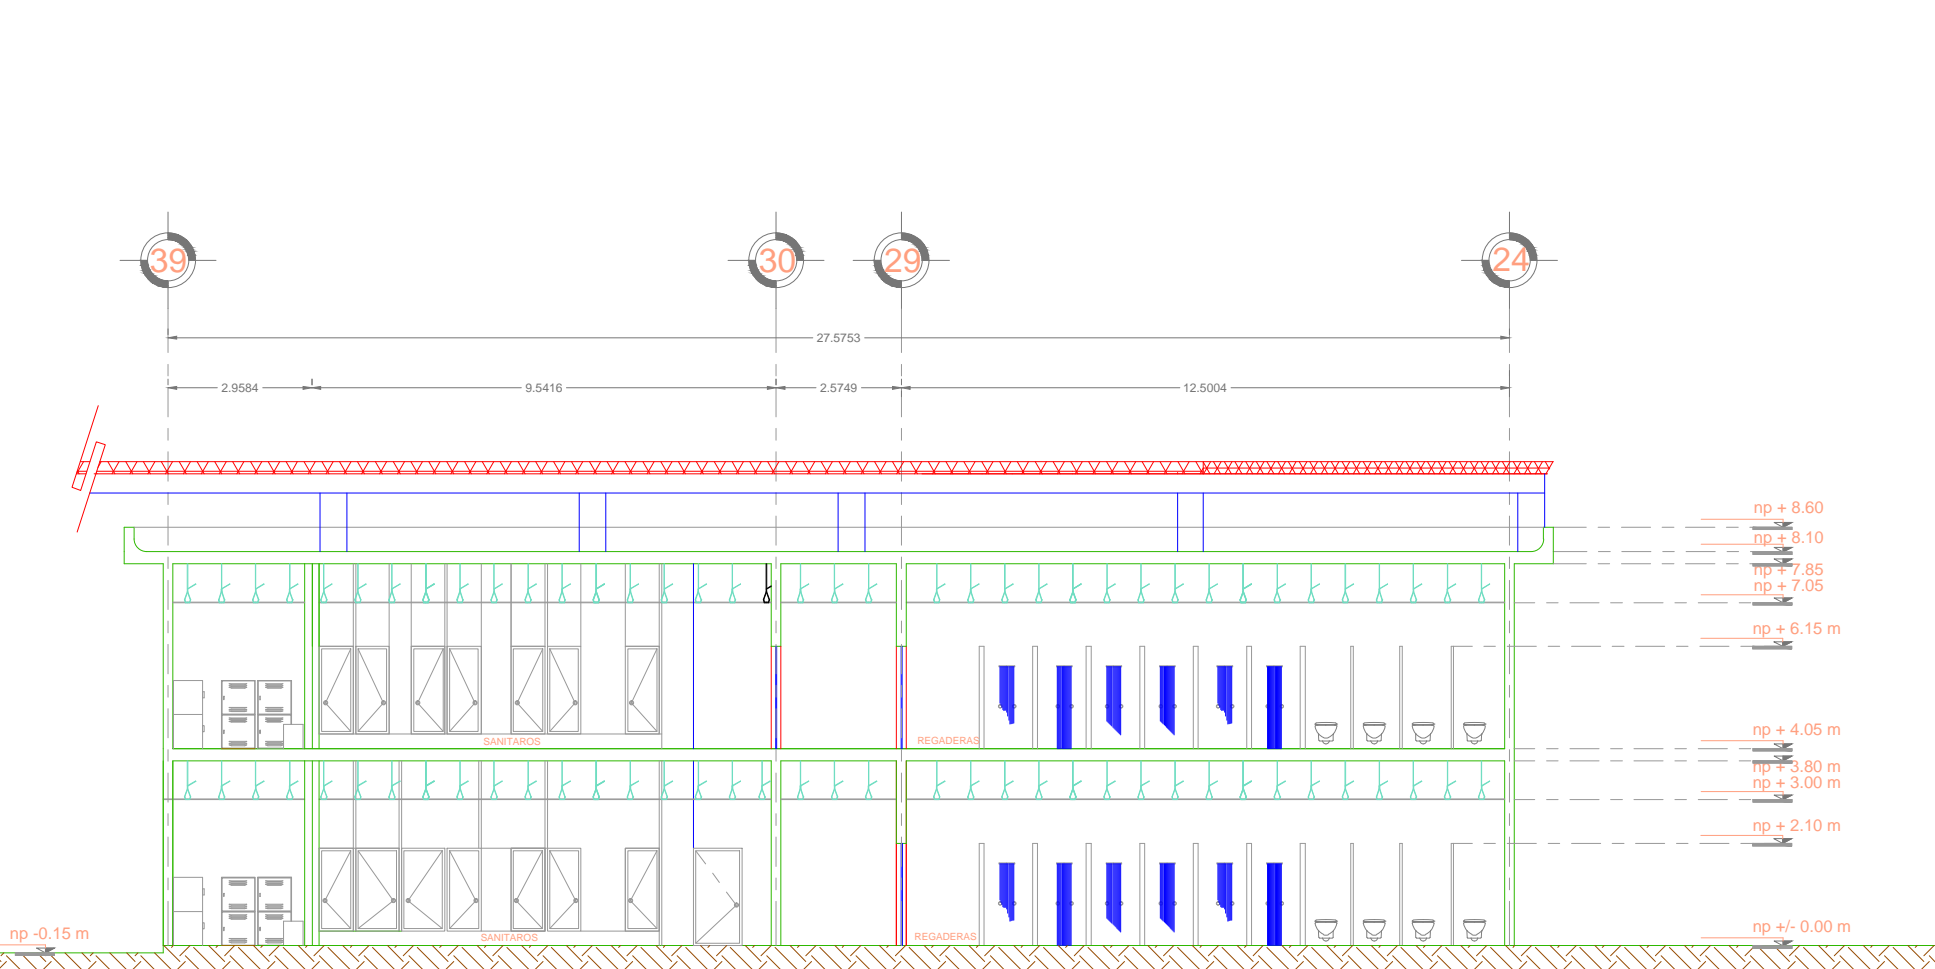 39
30
29
24
27.5753
2.9584
9.5416
2.5749
12.5004
np + 8.60
np + 8.10
np + 7.85
np + 7.05
np + 6.15 m
SANITAROS
REGADERAS
np + 4.05 m
np + 3.80 m
np + 3.00 m
np + 2.10 m
np -0.15 m
SANITAROS
REGADERAS
np +/- 0.00 m